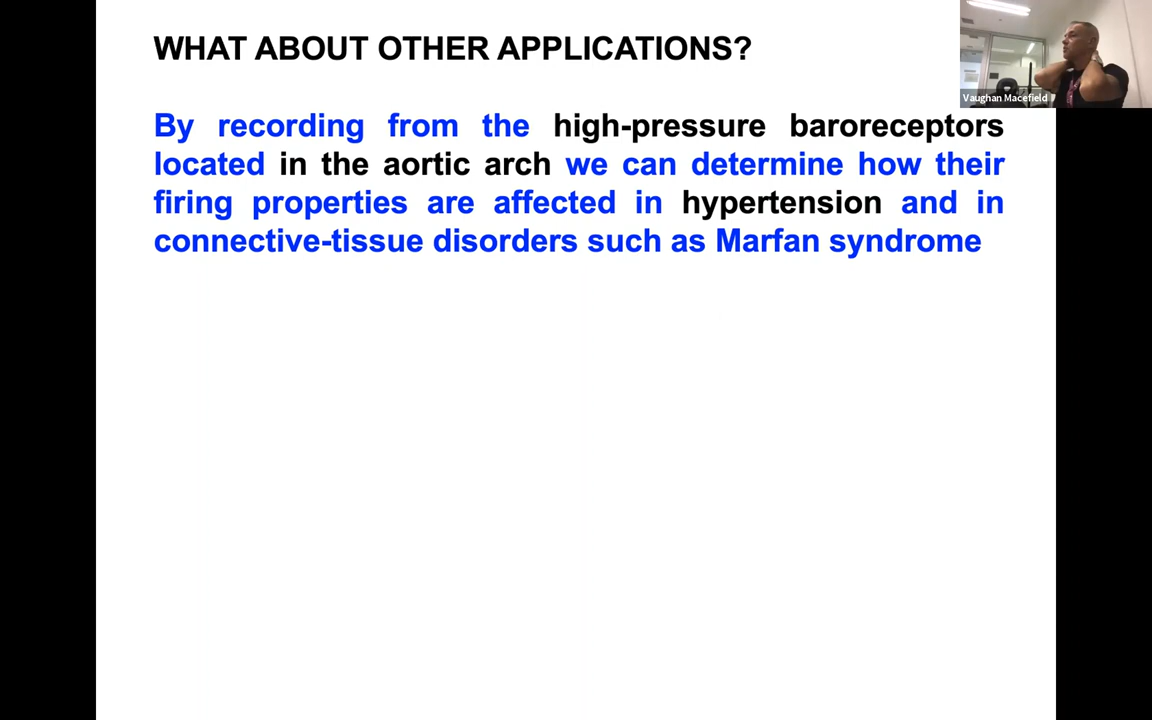 WHAT ABOUT OTHER APPLICATIONS?
Vaughan Macefield
By recording from the high-pressure baroreceptors
located in the aortic arch we can determine how their
firing properties are affected in hypertension and in
connective-tissue disorders such as Marfan syndrome